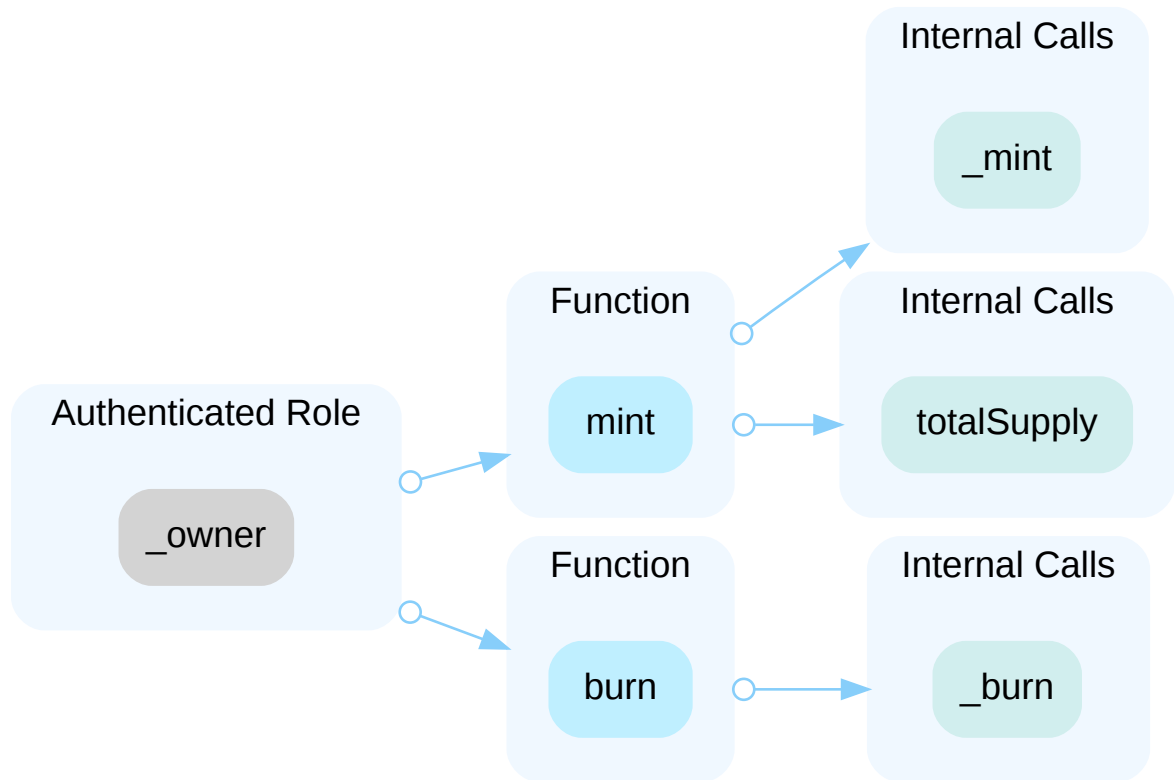 Internal Calls
_mint
Function
mint
Internal Calls
totalSupply
Authenticated Role
_owner
Function
burn
Internal Calls
_burn